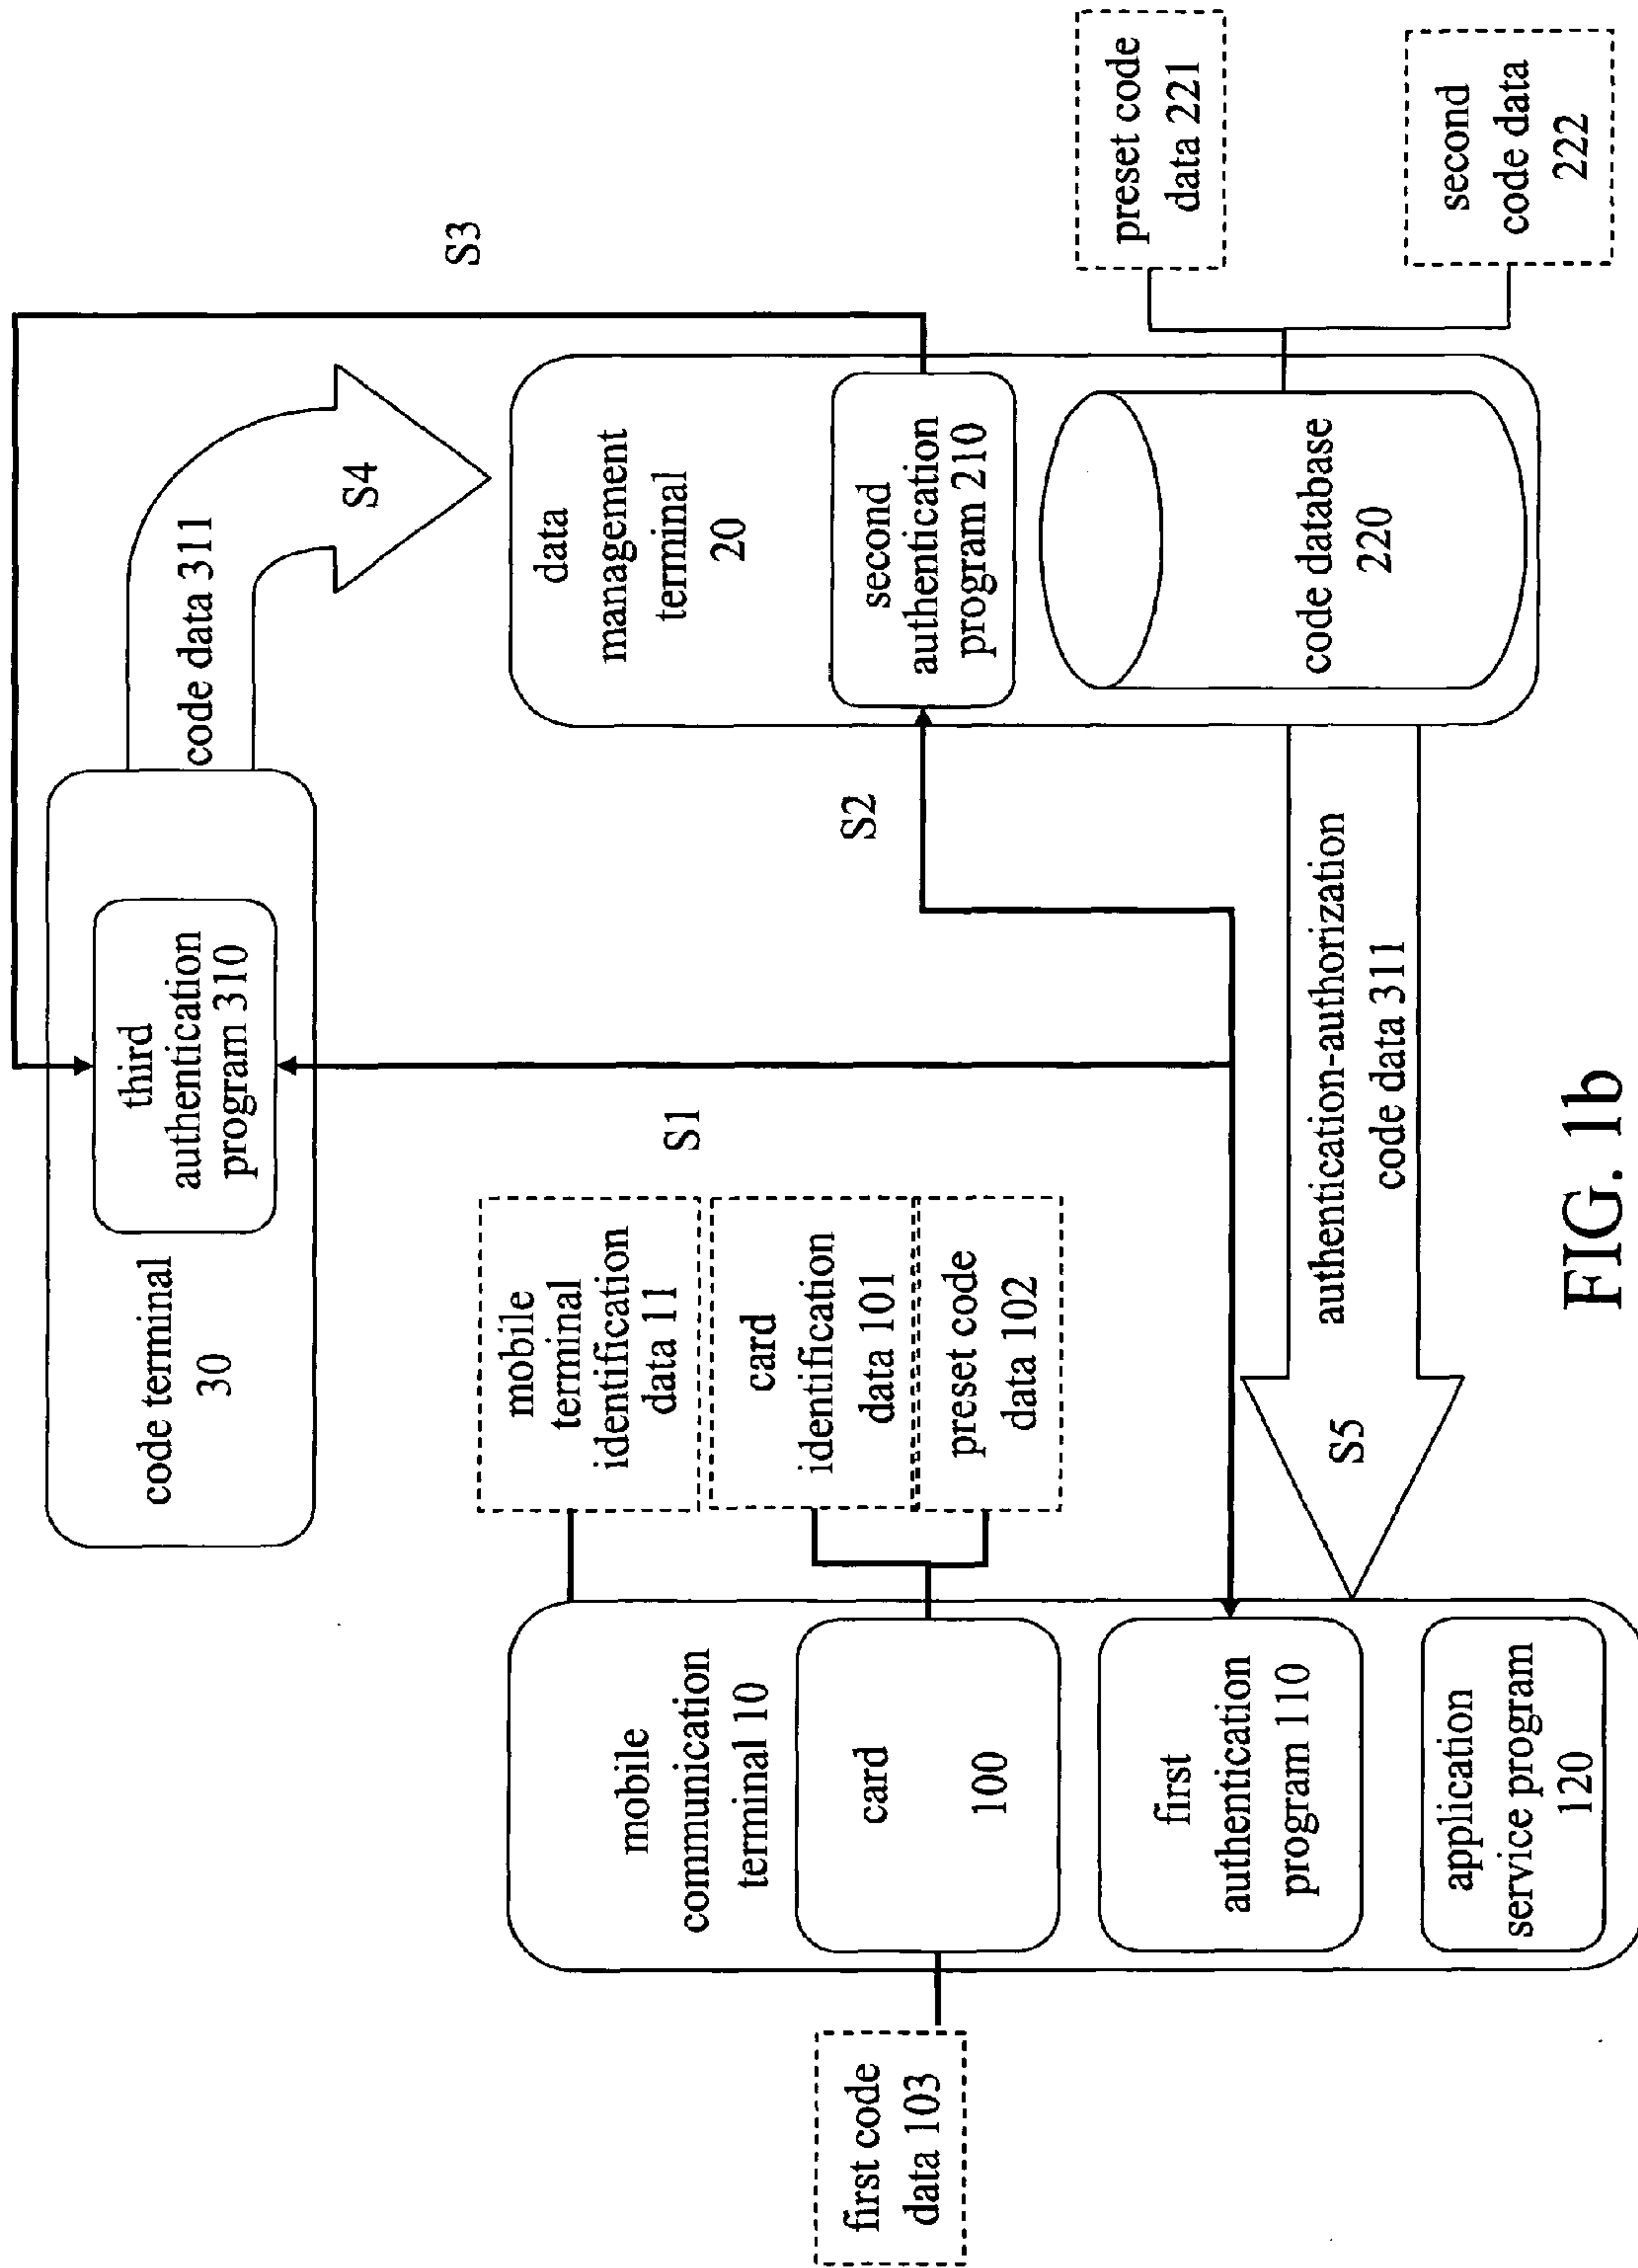 code terminal
30
third
authentication
program 310
code data 311
S4
S3
S1
S2
mobile
terminal
identification
data 11
card
identification
data 101
preset code
data 102
first code
data 103
mobile
communication
terminal 10
card
100
first
authentication
program 110
application
service program
120
data
management
terminal
20
second
authentication
program 210
code database
220
preset code
data 221
second
code data
222
authentication-authorization
code data 311
S5
FIG. 1b